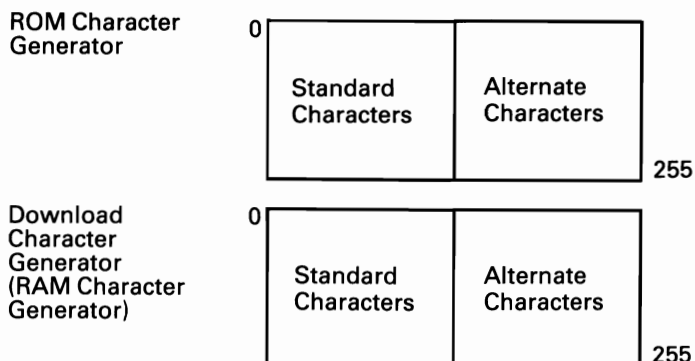 ROM Character
Generator
0
Standard
Characters
Alternate
Characters
255
Download
Character
Generator
(RAM Character
Generator)
0
Standard
Characters
Alternate
Characters
255